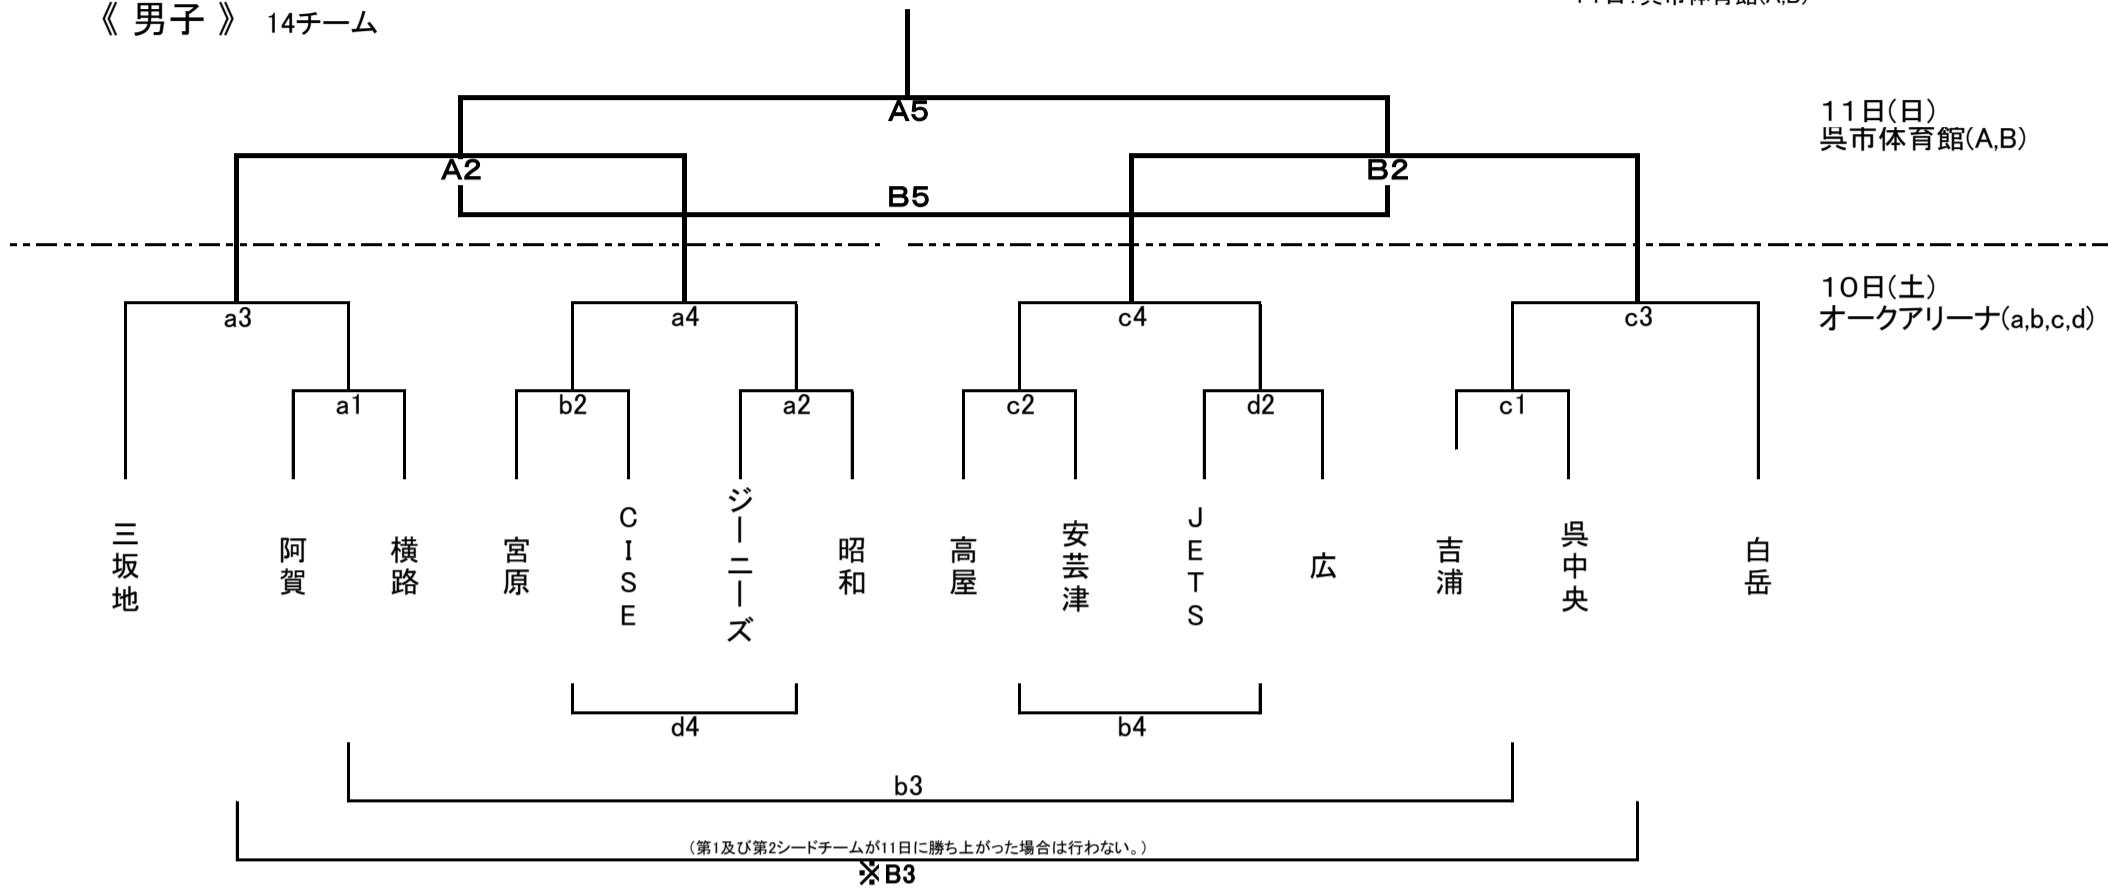 《 男子 》 14チーム
A5
11日(日)
呉市体育館(A,B)
A2
B2
B5
10日(土)
オークアリーナ(a,b,c,d)
a3
a4
c4
c3
a1
b2
a2
c2
d2
c1
三坂地
阿賀
横路
宮原
CISE
ジーニーズ
昭和
高屋
安芸津
JETS
広
吉浦
呉中央
白岳
d4
b4
b3
(第1及び第2シードチームが11日に勝ち上がった場合は行わない。)
※B3